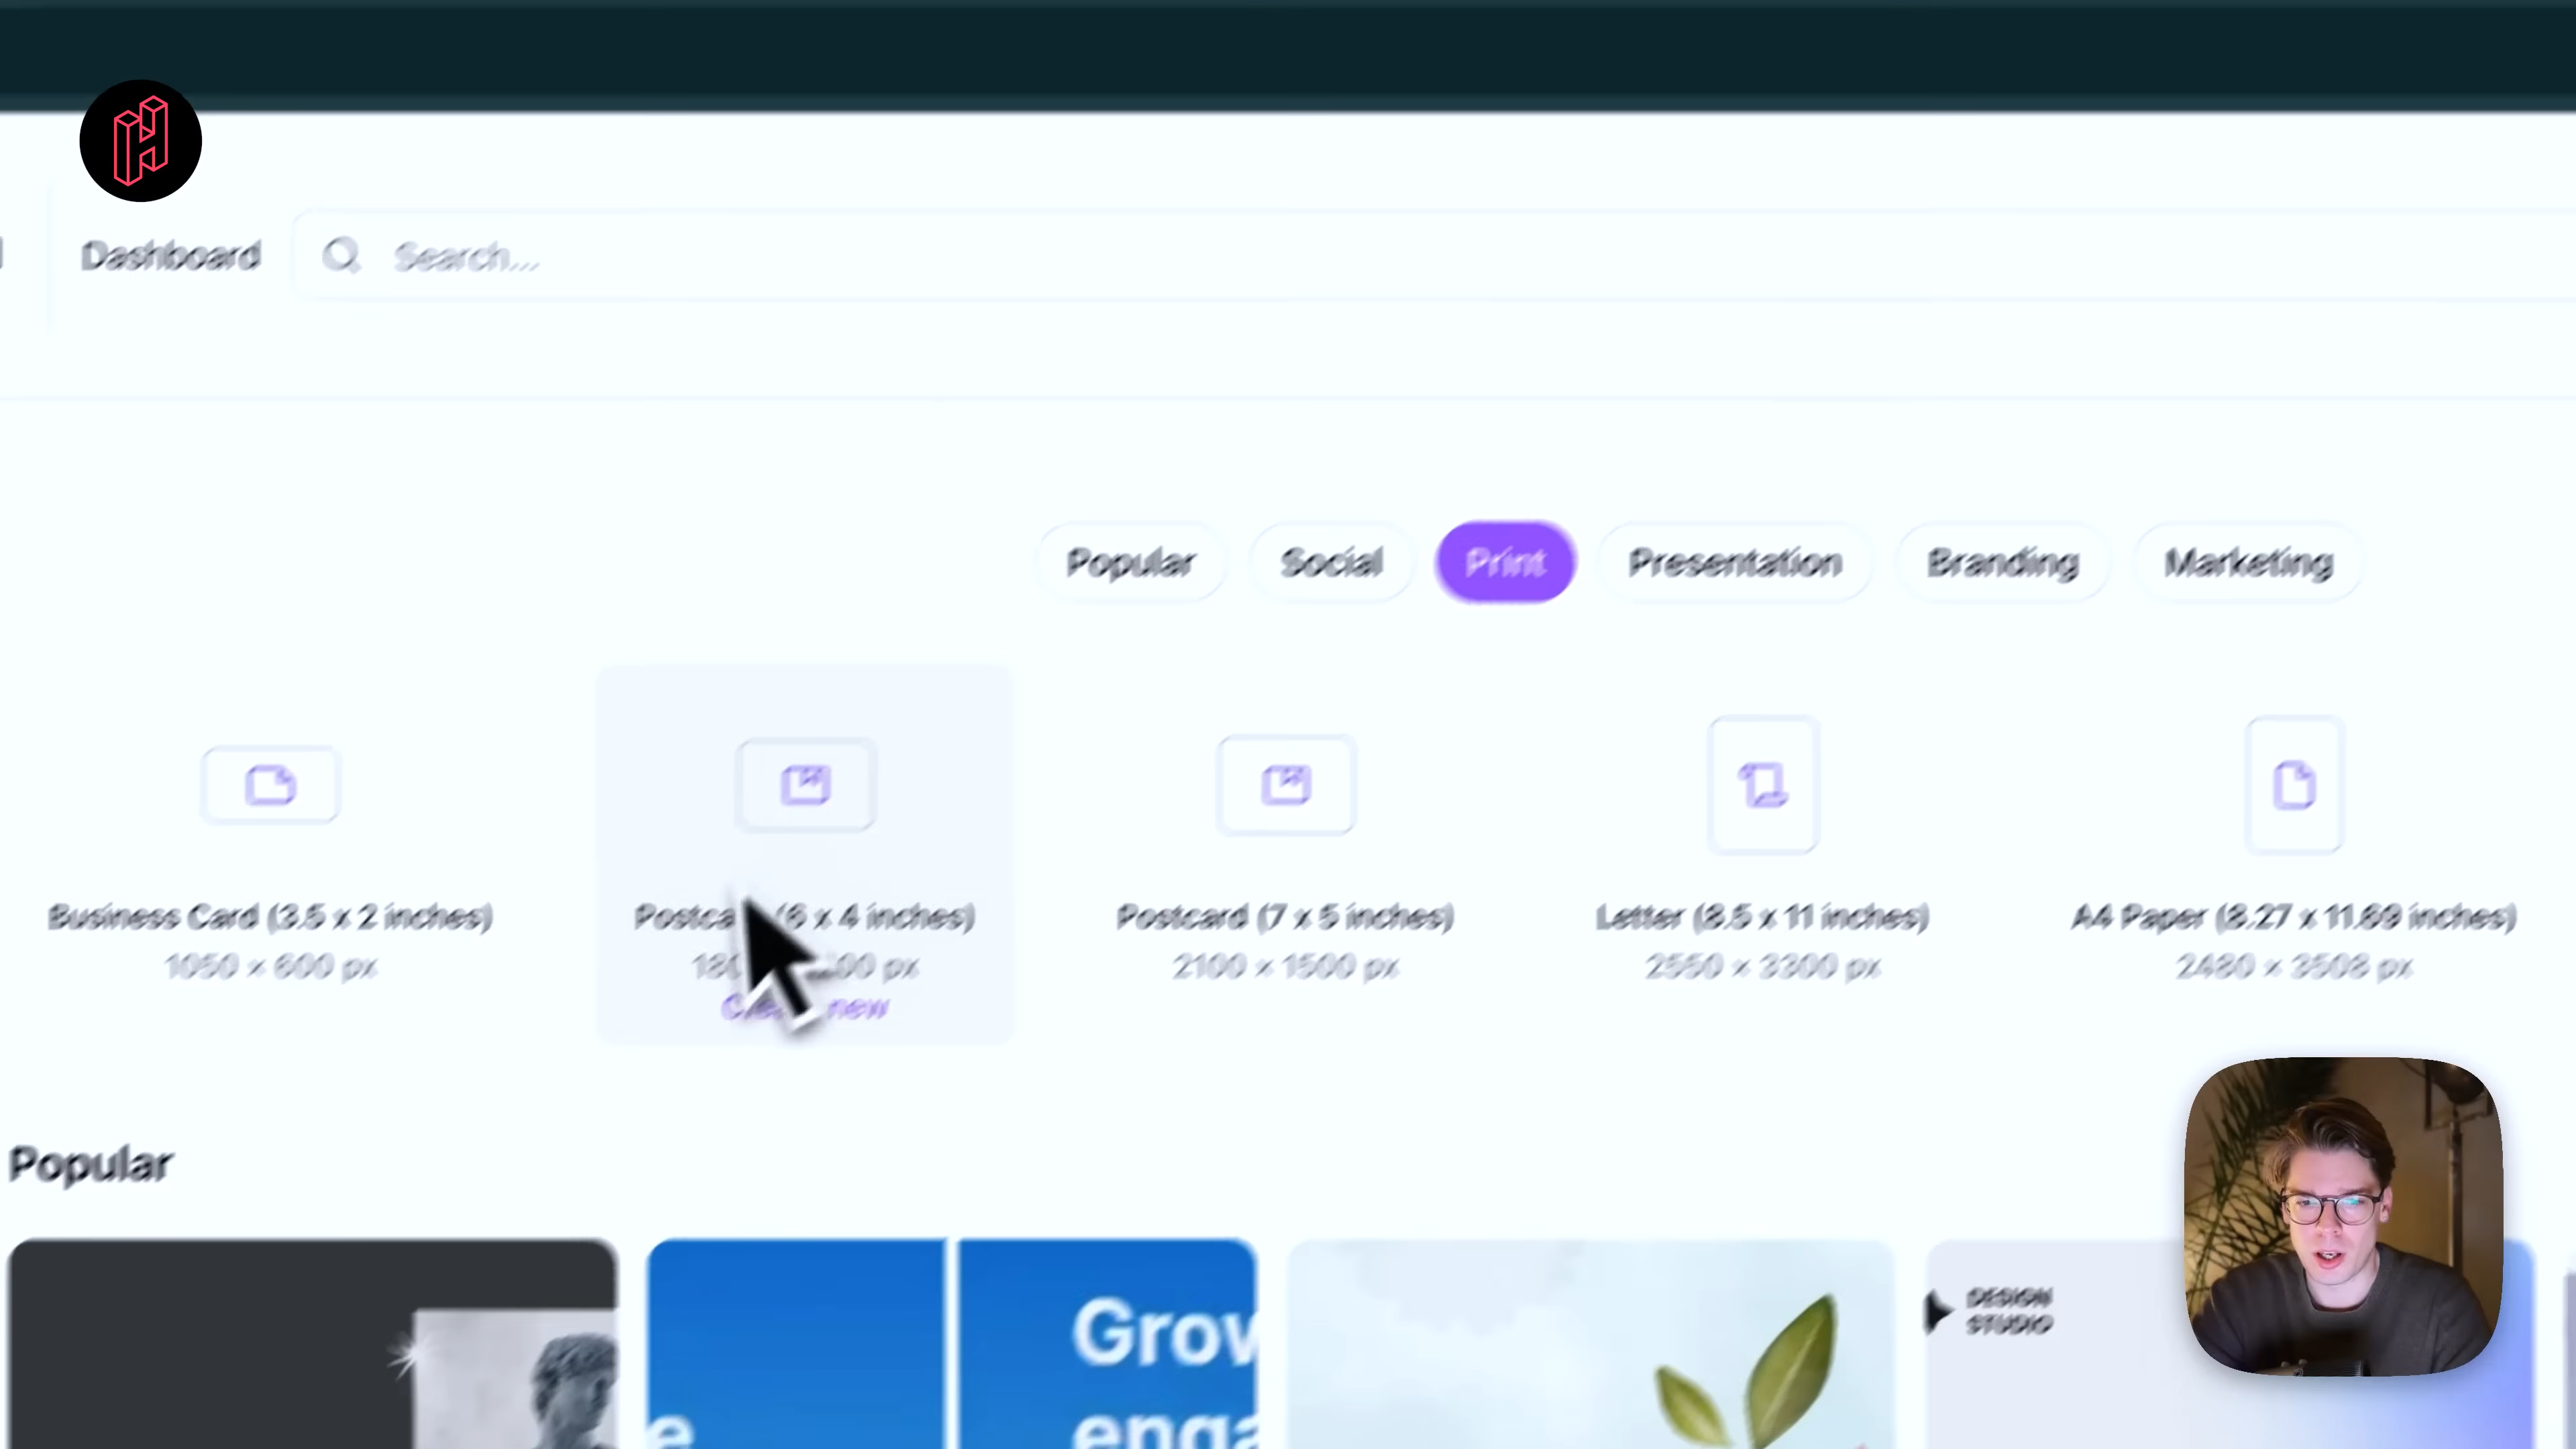 Dashboard
Search...
Popular
Social
Print
Presentation
Branding
Marketing
Business Card (3.5 x 2 inches)
1050 × 600 px
(6 x 4 inches)
px
new
Postcard (7 x 5 inches)
2100 × 1500 px
Letter (8.5 x 11 inches)
2550 × 3300 px
A4 Paper (8.27 x 11.69 inches)
2480 × 3508 px
Popular
Grow
DESIGN
STUDIO